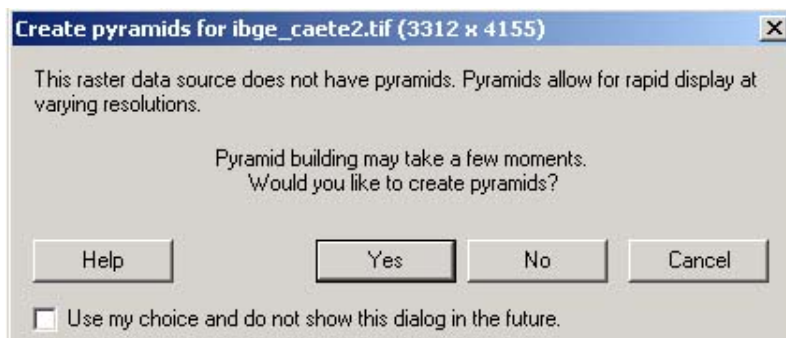 Create pyramids for ibge_caete2.tif (3312 x 4155)
This raster data source does not have pyramids. Pyramids allow for rapid display at
varying resolutions.
Pyramid building may take a few moments.
Would you like to create pyramids?
Help Yes No Cancel
Use my choice and do not show this dialog in the future.